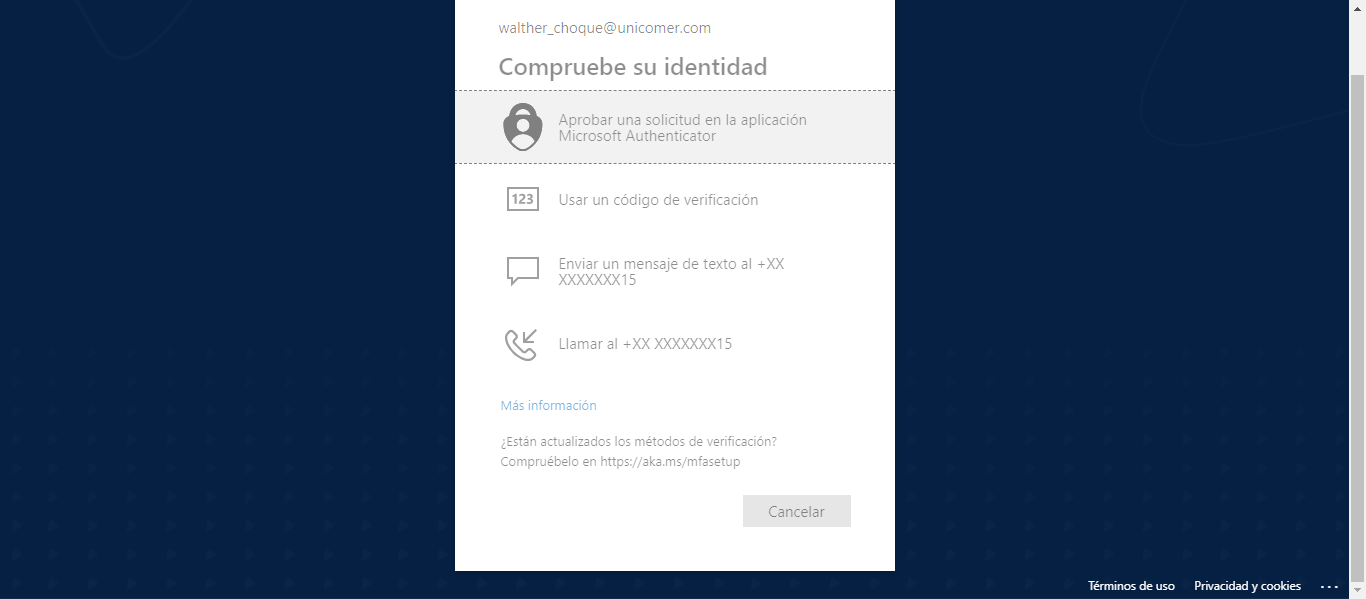 walther_choque@unicomer.com
Compruebe su identidad
Aprobar una solicitud en la aplicación
Microsoft Authenticator
123
Usar un código de verificación
Enviar un mensaje de texto al +XX
XXXXXXX15
Llamar al +XX XXXXXXX15
Más información
¿Están actualizados los métodos de verificación?
Compruébelo en https://aka.ms/mfasetup
Cancelar
Términos de uso Privacidad y cookies ...